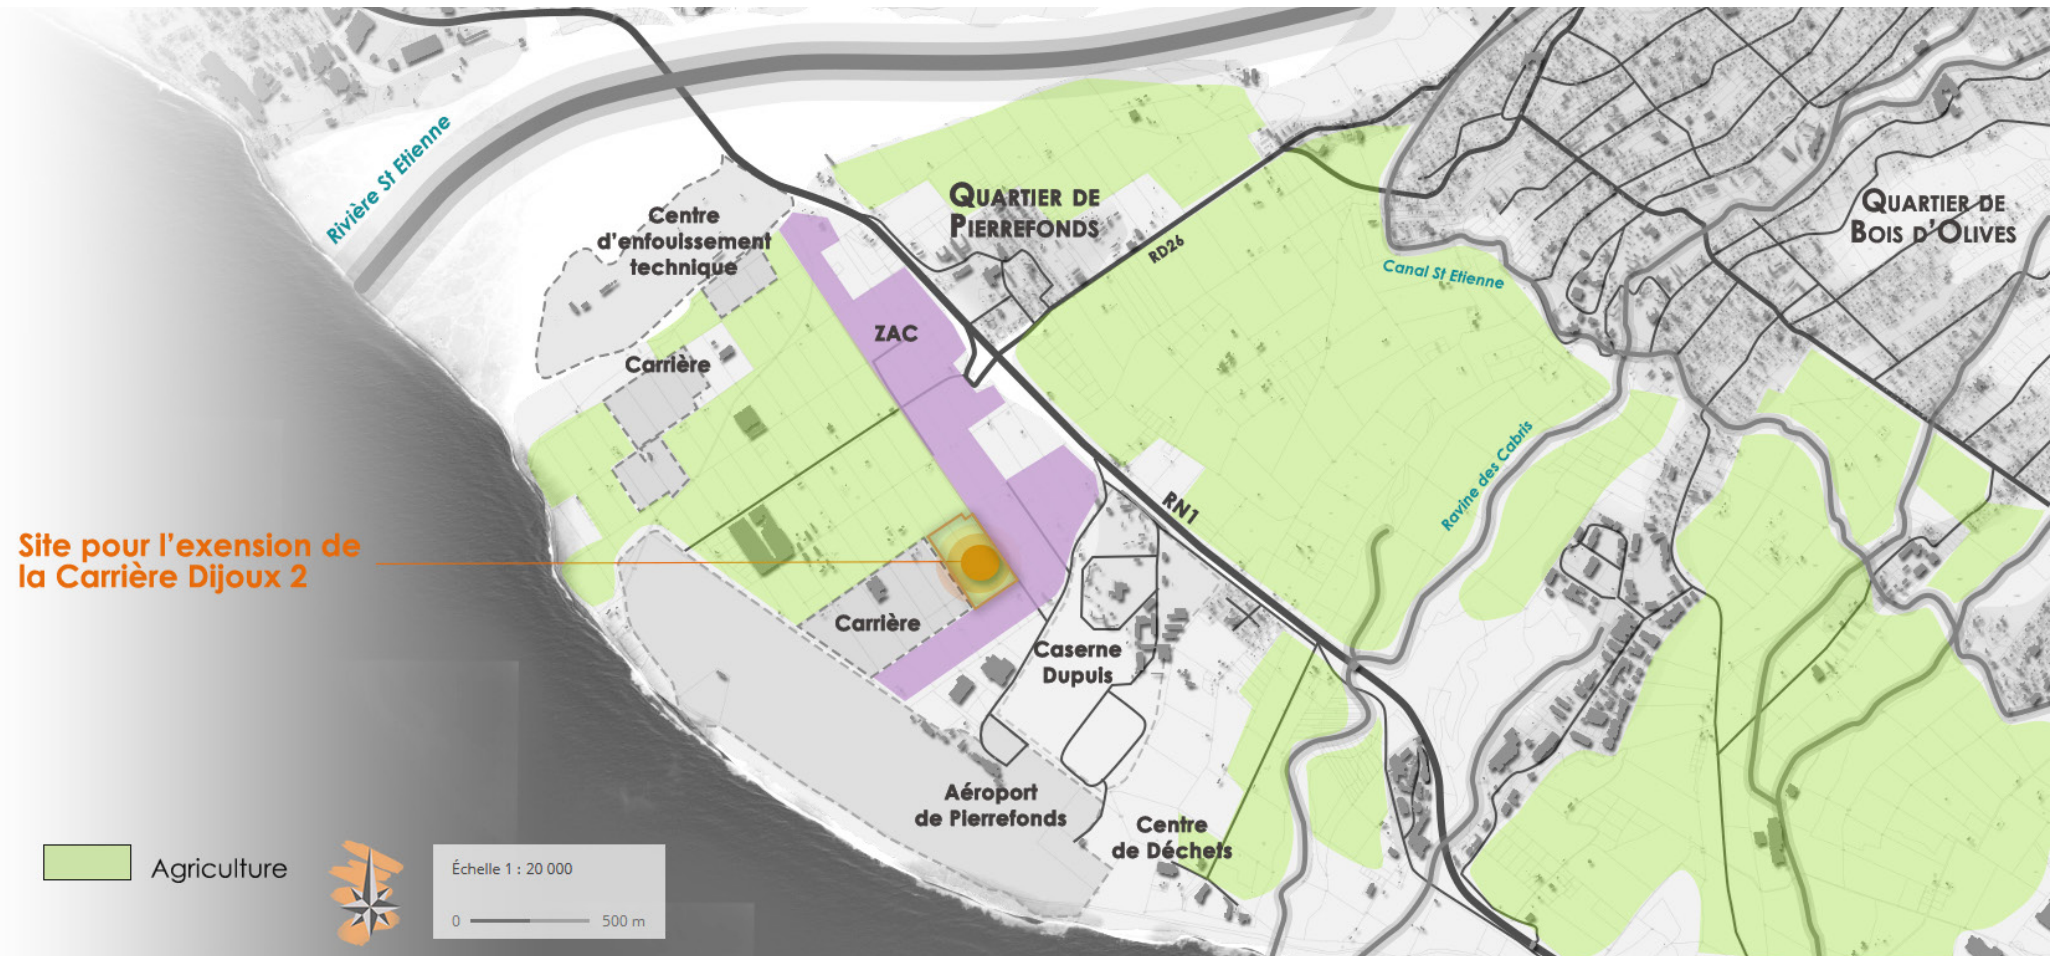 Rivière St Etienne
Centre
d'enfouissement
technique
QUARTIER DE
PIERREFONDS
RD26
QUARTIER DE
BOIS D'OLIVES
Canal St Etienne
ZAC
Carrière
Ravine des Cabris
RN1
Site pour l'exension de
la Carrière Dijoux 2
Carrière
Caserne
Dupuis
Aéroport
de Pierrefonds
Centre
de Déchets
Agriculture
Échelle 1 : 20 000
0 500 m